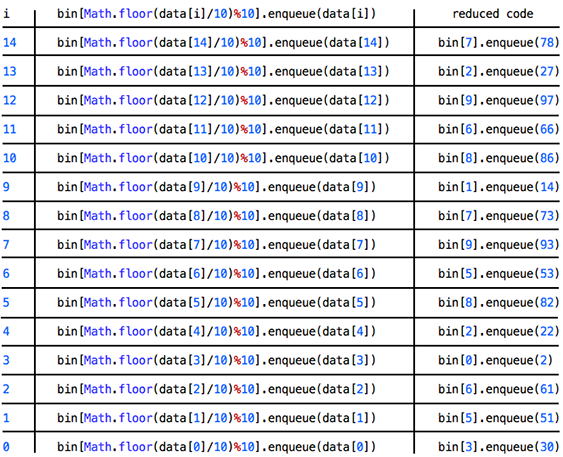 i bin[Math.floor(data[i]/10)%10].enqueue(data[i]) reduced code
14 bin[Math.floor(data[14]/10)%10].enqueue(data[14]) bin[7].enqueue(78)
13 bin[Math.floor(data[13]/10)%10].enqueue(data[13]) bin[2].enqueue(27)
12 bin[Math.floor(data[12]/10)%10].enqueue(data[12]) bin[9].enqueue(97)
11 bin[Math.floor(data[11]/10)%10].enqueue(data[11]) bin[6].enqueue(66)
10 bin[Math.floor(data[10]/10)%10].enqueue(data[10]) bin[8].enqueue(86)
9 bin[Math.floor(data[9]/10)%10].enqueue(data[9]) bin[1].enqueue(14)
8 bin[Math.floor(data[8]/10)%10].enqueue(data[8]) bin[7].enqueue(73)
7 bin[Math.floor(data[7]/10)%10].enqueue(data[7]) bin[9].enqueue(93)
6 bin[Math.floor(data[6]/10)%10].enqueue(data[6]) bin[5].enqueue(53)
5 bin[Math.floor(data[5]/10)%10].enqueue(data[5]) bin[8].enqueue(82)
4 bin[Math.floor(data[4]/10)%10].enqueue(data[4]) bin[2].enqueue(22)
3 bin[Math.floor(data[3]/10)%10].enqueue(data[3]) bin[0].enqueue(2)
2 bin[Math.floor(data[2]/10)%10].enqueue(data[2]) bin[6].enqueue(61)
1 bin[Math.floor(data[1]/10)%10].enqueue(data[1]) bin[5].enqueue(51)
0 bin[Math.floor(data[0]/10)%10].enqueue(data[0]) bin[3].enqueue(30)